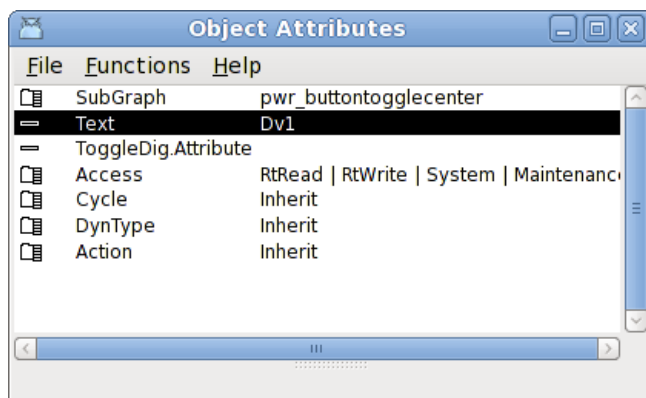 Object Attributes
File Functions Help
SubGraph pwr_buttontogglecenter
Text Dv1
ToggleDig.Attribute
Access RtRead | RtWrite | System | Maintenance
Cycle Inherit
DynType Inherit
Action Inherit